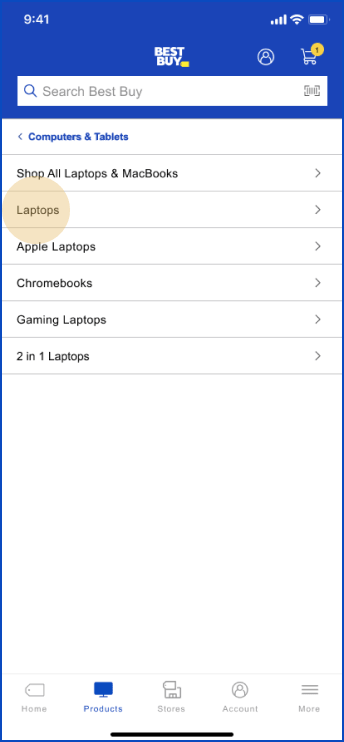 9:41
BEST
BUY
1
Search Best Buy
Computers & Tablets
Shop All Laptops & MacBooks
Laptops
Apple Laptops
Chromebooks
Gaming Laptops
2 in 1 Laptops
Home Products Stores Account More